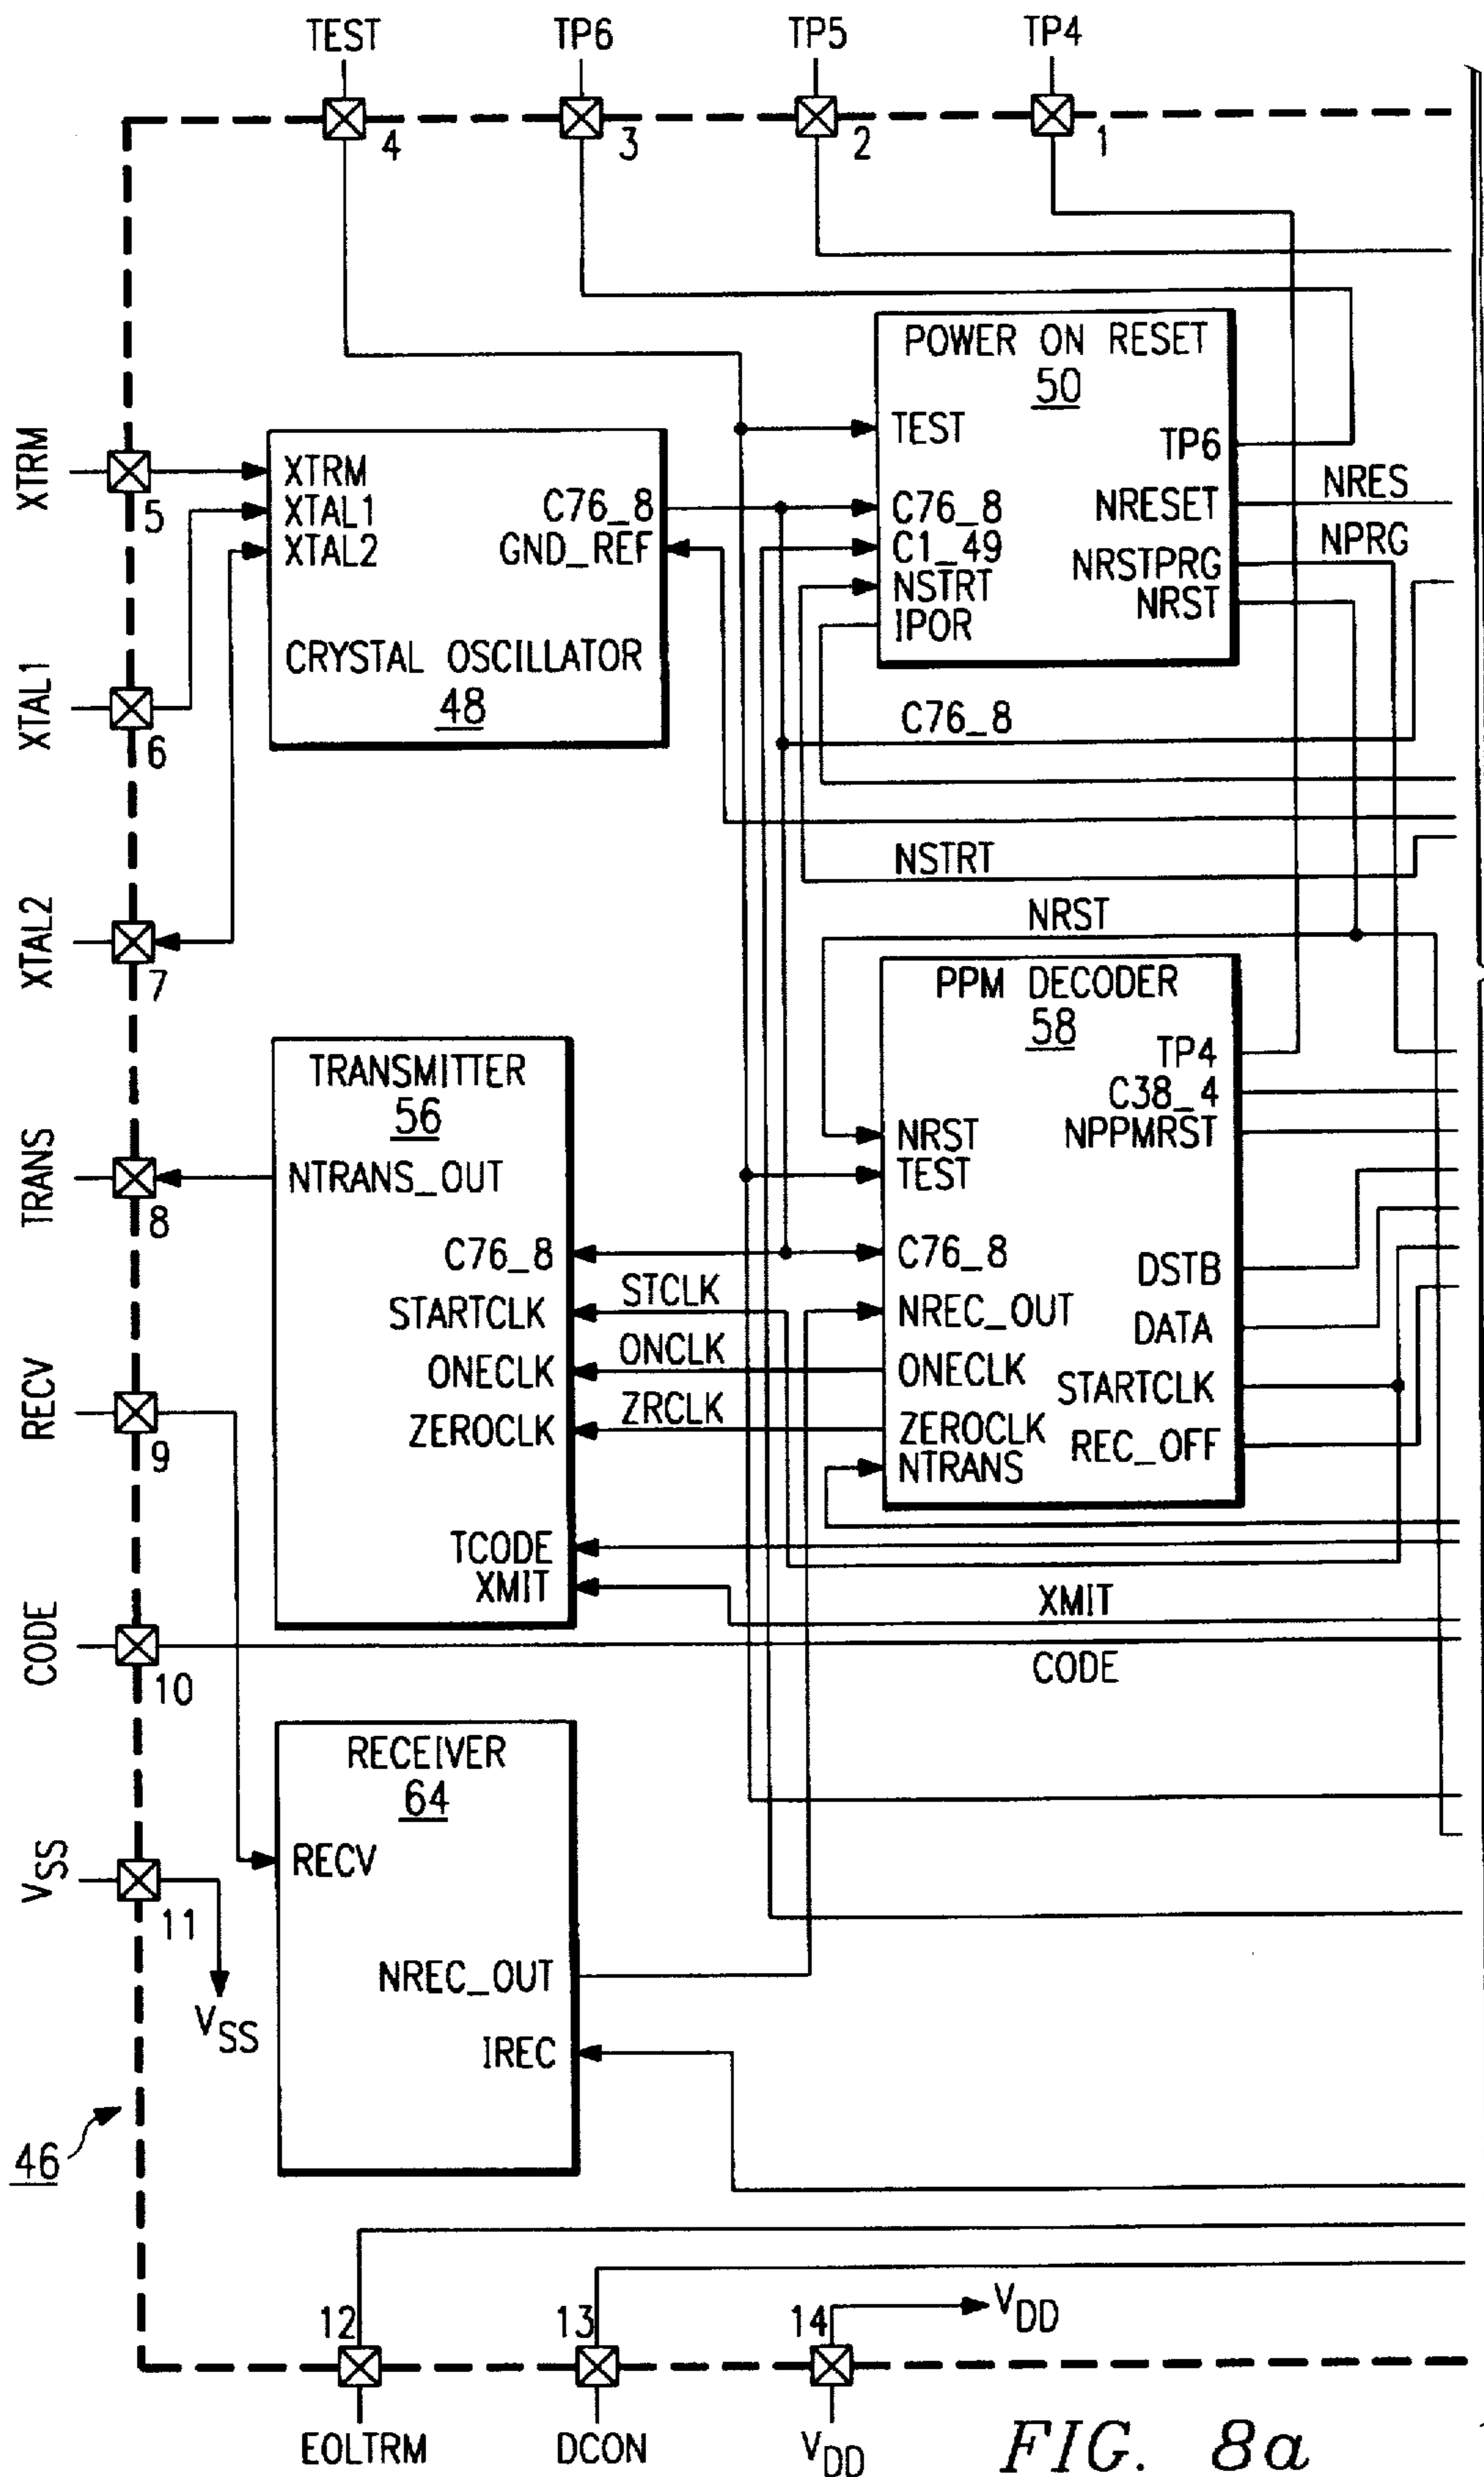 TEST
TP6
TP5
TP4
4
3
2
1
XTRM
5
XTAL1
6
XTAL2
7
TRANS
8
RECV
9
CODE
10
VSS
11
VSS
46
XTRM
XTAL1
XTAL2
C76_8
GND_REF
CRYSTAL OSCILLATOR
48
POWER ON RESET
50
TEST
C76_8
C1_49
NSTRT
IPOR
TP6
NRESET
NRSTPRG
NRST
NRES
NPRG
C76_8
NSTRT
NRST
TRANSMITTER
56
NTRANS_OUT
C76_8
STARTCLK
ONECLK
ZEROCLK
TCODE
XMIT
STCLK
ONCLK
ZRCLK
PPM DECODER
58
NRST
TEST
C76_8
NREC_OUT
ONECLK
ZEROCLK
NTRANS
TP4
C38_4
NPPMRST
DSTB
DATA
STARTCLK
REC_OFF
XMIT
CODE
RECEIVER
64
RECV
NREC_OUT
IREC
12
13
14
VDD
EOLTRM
DCON
VDD
FIG. 8a